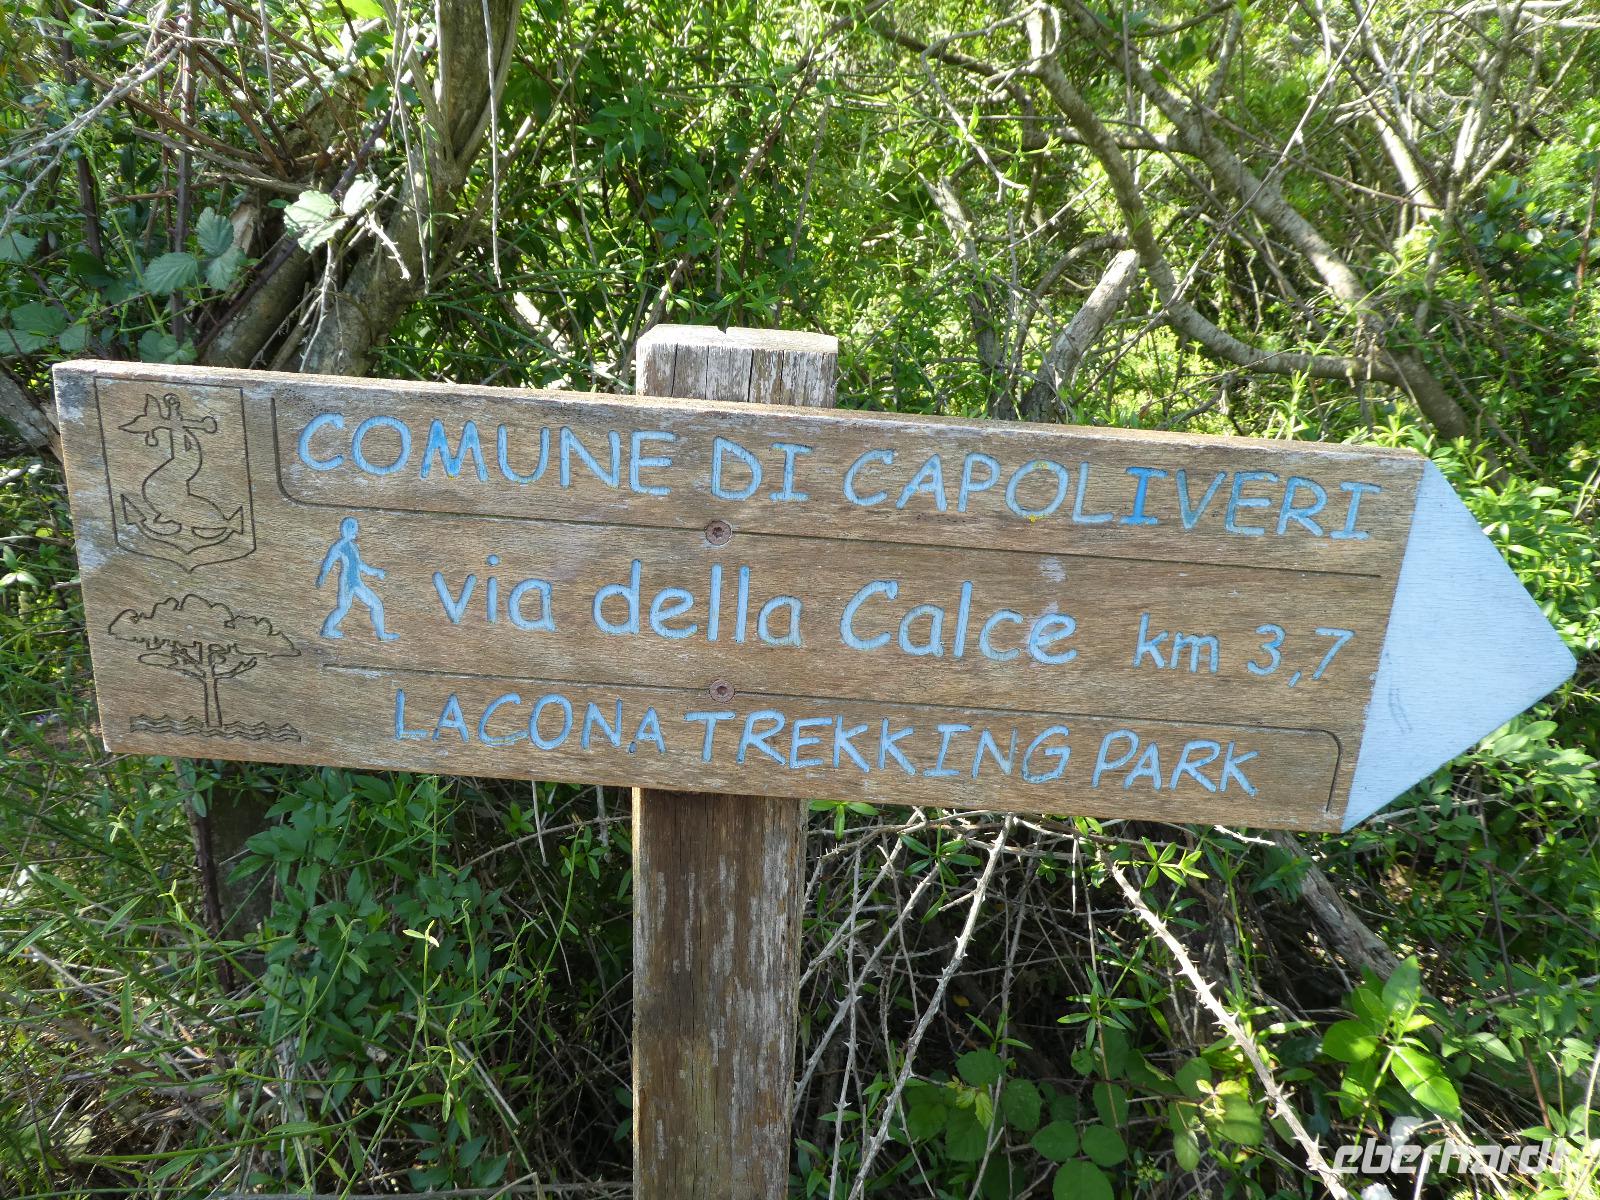 COMUNE DI CAPOLIVERI
via della Calce km 3,7
LACONA TREKKING PARK
eberhardt